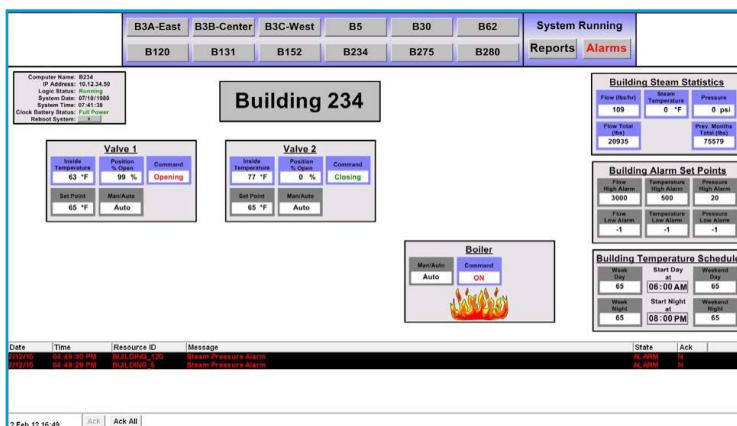 B3A-East B3B-Center B3C-West B5 B30 B62 System Running
B120 B131 B152 B234 B275 B280 Reports Alarms
Computer Name: B234
IP Address: 10.12.34.50
Logic Status: Running
System Date: 07/10/1980
System Time: 07:41:38
Clock Battery Status: Full Power
Reboot System:
Building 234
Building Steam Statistics
Flow (lbs/hr) Steam Temperature Pressure
109 0 °F 0 psi
Flow Total (lbs) Prev. Months Total (lbs)
20935 75579
Valve 1
Inside Temperature Position % Open Command
63 °F 99 % Opening
Set Point Man/Auto
65 °F Auto
Valve 2
Inside Temperature Position % Open Command
77 °F 0 % Closing
Set Point Man/Auto
65 °F Auto
Building Alarm Set Points
Flow High Alarm Temperature High Alarm Pressure High Alarm
3000 500 20
Flow Low Alarm Temperature Low Alarm Pressure Low Alarm
-1 -1 -1
Boiler
Man/Auto Command
Auto ON
Building Temperature Schedule
Week Day Start Day at Weekend Day
65 06:00 AM 65
Week Night Start Night at Weekend Night
65 08:00 PM 65
Date Time Resource ID Message State Ack
2/12/15 04:49:30 PM BUILDING_120 Steam Pressure Alarm ALARM N
2/12/15 04:49:29 PM BUILDING_5 Steam Pressure Alarm ALARM N
2 Feb 12 16:49 Ack Ack All